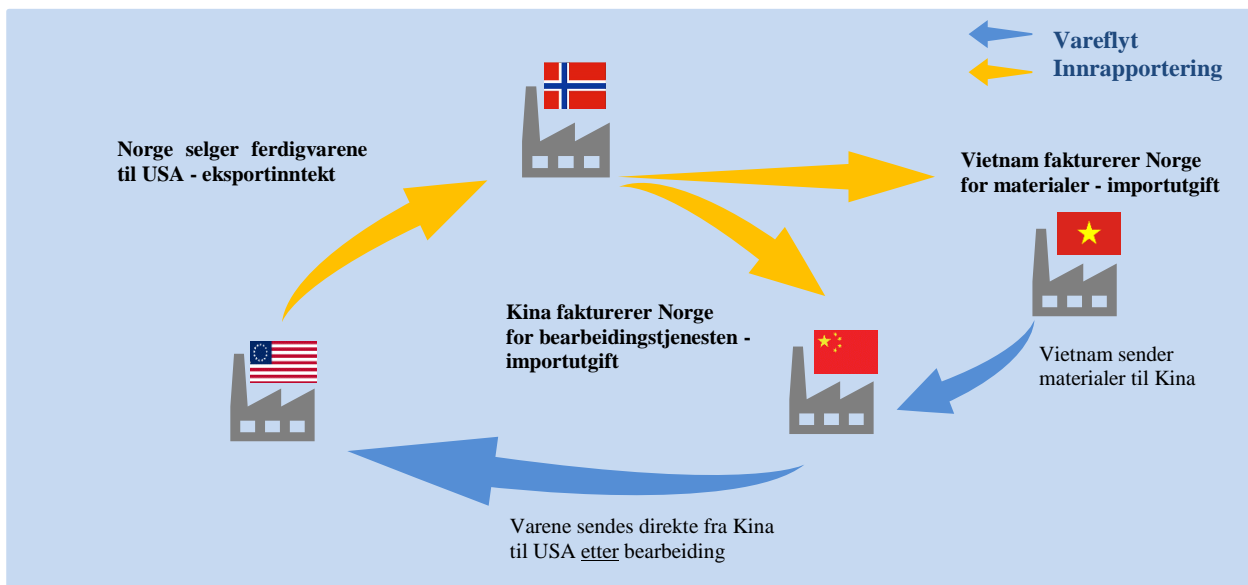 Vareflyt
Innrapportering
Norge selger ferdigvarene
til USA - eksportinntekt
Vietnam fakturerer Norge
for materialer - importutgift
Kina fakturerer Norge
for bearbeidingstjenesten -
importutgift
Vietnam sender
materialer til Kina
Varene sendes direkte fra Kina
til USA etter bearbeiding